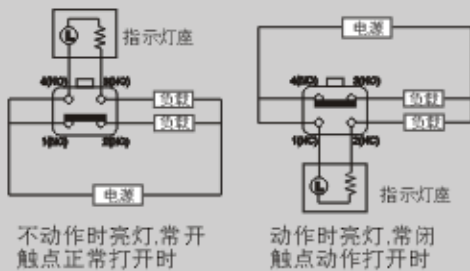 指示灯座
电源
L
4(NO) 3(NO)
4(NO) 3(NO)
负载
负载
负载
负载
1(NC) 2(NC)
1(NC) 2(NC)
电源
L
指示灯座
不动作时亮灯,常开
触点正常打开时
动作时亮灯,常闭
触点动作打开时